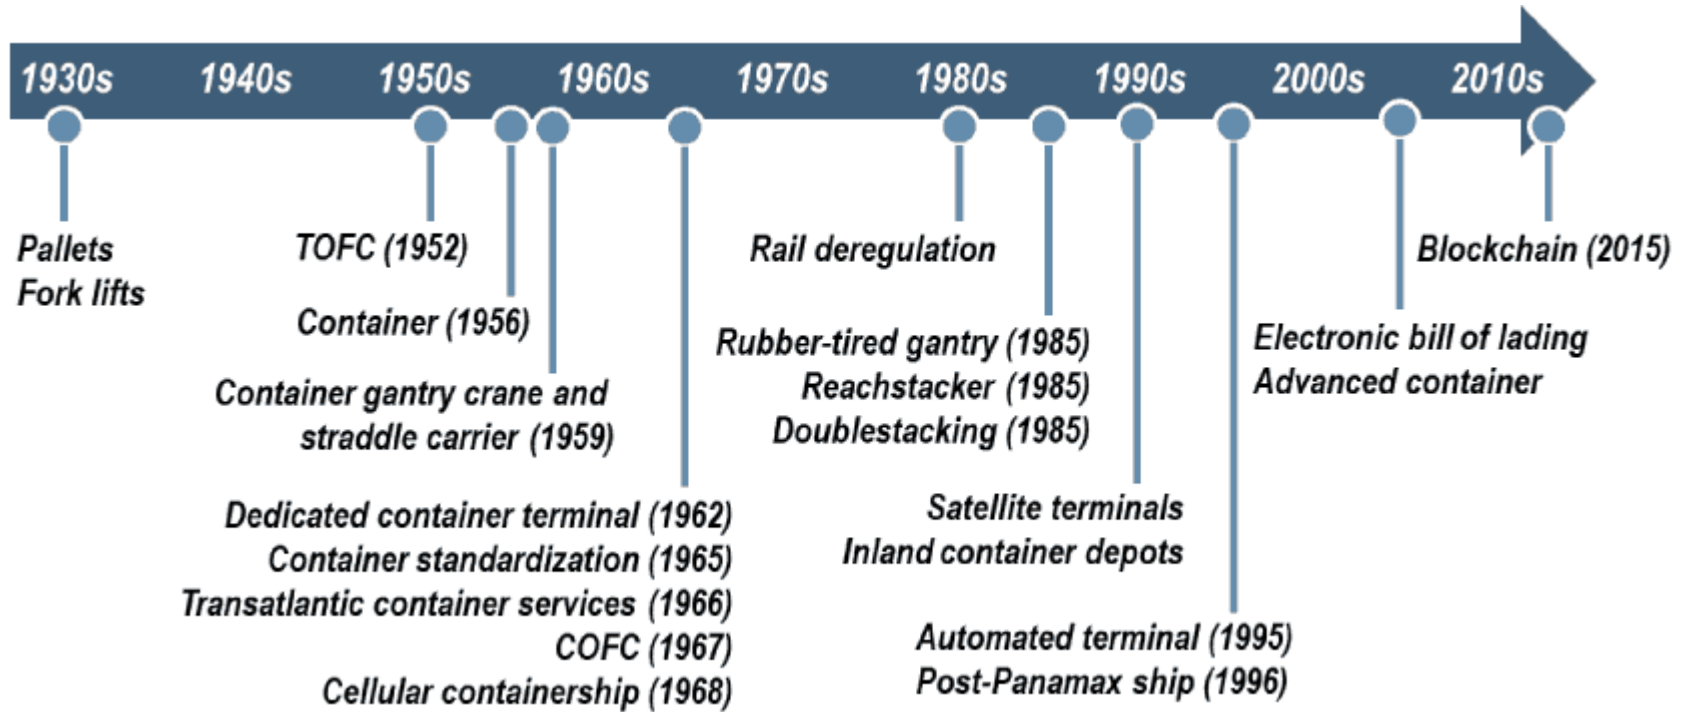 1930s 1940s 1950s 1960s 1970s 1980s 1990s 2000s 2010s
Pallets
Fork lifts
TOFC (1952)
Container (1956)
Container gantry crane and
straddle carrier (1959)
Dedicated container terminal (1962)
Container standardization (1965)
Transatlantic container services (1966)
COFC (1967)
Cellular containership (1968)
Rail deregulation
Rubber-tired gantry (1985)
Reachstacker (1985)
Doublestacking (1985)
Satellite terminals
Inland container depots
Automated terminal (1995)
Post-Panamax ship (1996)
Electronic bill of lading
Advanced container
Blockchain (2015)